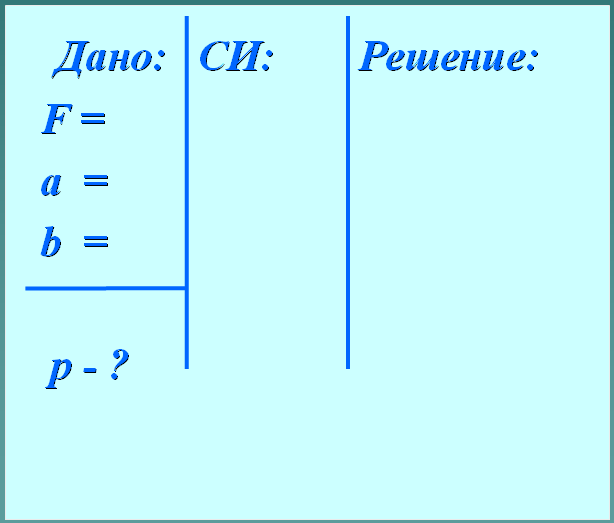 Дано: СИ: Решение:
F =
a =
b =
p - ?